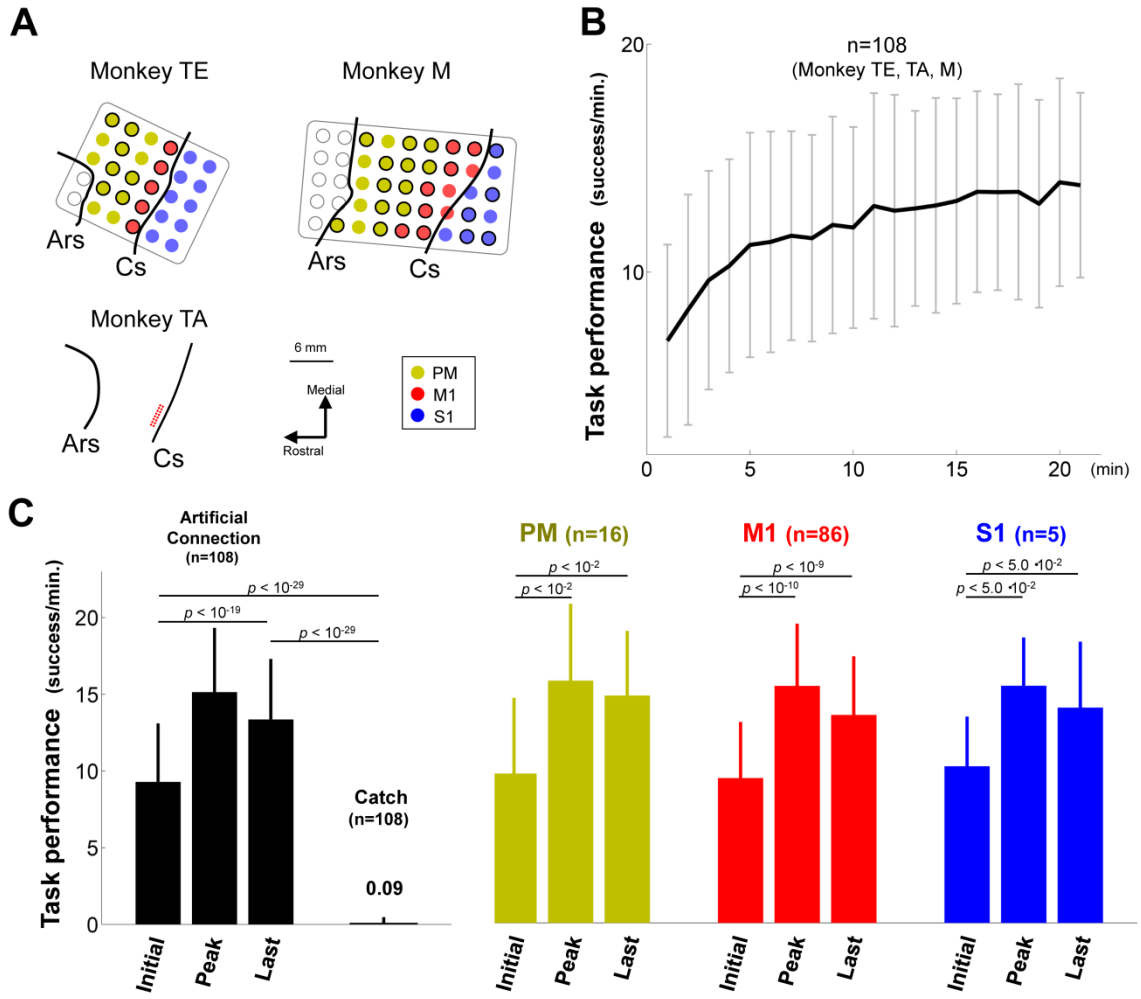 A
Monkey TE
Monkey M
Ars
Cs
Ars
Cs
Monkey TA
Ars
Cs
6 mm
Medial
Rostral
PM
M1
S1
B
n=108
(Monkey TE, TA, M)
Task performance (success/min.)
20
10
0
5
10
15
20
(min)
C
Artificial
Connection
(n=108)
p < 10-29
p < 10-19
p < 10-29
Task performance (success/min.)
20
15
10
5
0
Catch
(n=108)
0.09
Initial
Peak
Last
PM (n=16)
p < 10-2
p < 10-2
Initial
Peak
Last
M1 (n=86)
p < 10-9
p < 10-10
Initial
Peak
Last
S1 (n=5)
p < 5.0 ·10-2
p < 5.0 ·10-2
Initial
Peak
Last